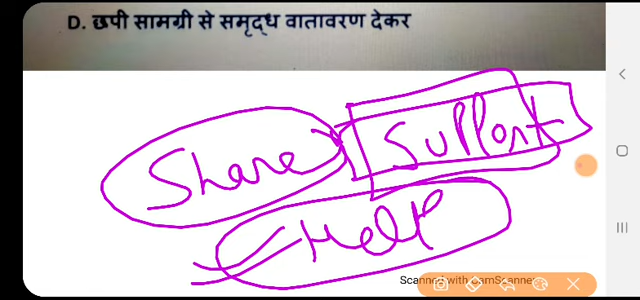 D. छपी सामग्री से समृद्ध वातावरण देकर
Share Support
Help
Scanned with CamScanner